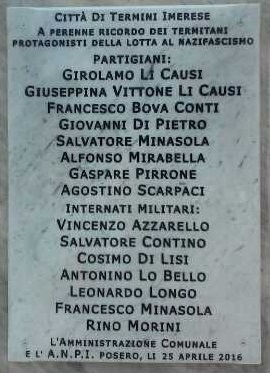 CITTÀ DI TERMINI IMERESE
A PERENNE RICORDO DEI TERMITANI
PROTAGONISTI DELLA LOTTA AL NAZIFASCISMO
PARTIGIANI:
GIROLAMO LI CAUSI
GIUSEPPINA VITTONE LI CAUSI
FRANCESCO BOVA CONTI
GIOVANNI DI PIETRO
SALVATORE MINASOLA
ALFONSO MIRABELLA
GASPARE PIRRONE
AGOSTINO SCARPACI
INTERNATI MILITARI:
VINCENZO AZZARELLO
SALVATORE CONTINO
COSIMO DI LISI
ANTONINO LO BELLO
LEONARDO LONGO
FRANCESCO MINASOLA
RINO MORINI
L'AMMINISTRAZIONE COMUNALE
E L' A.N.P.I. POSERO, LI 25 APRILE 2016